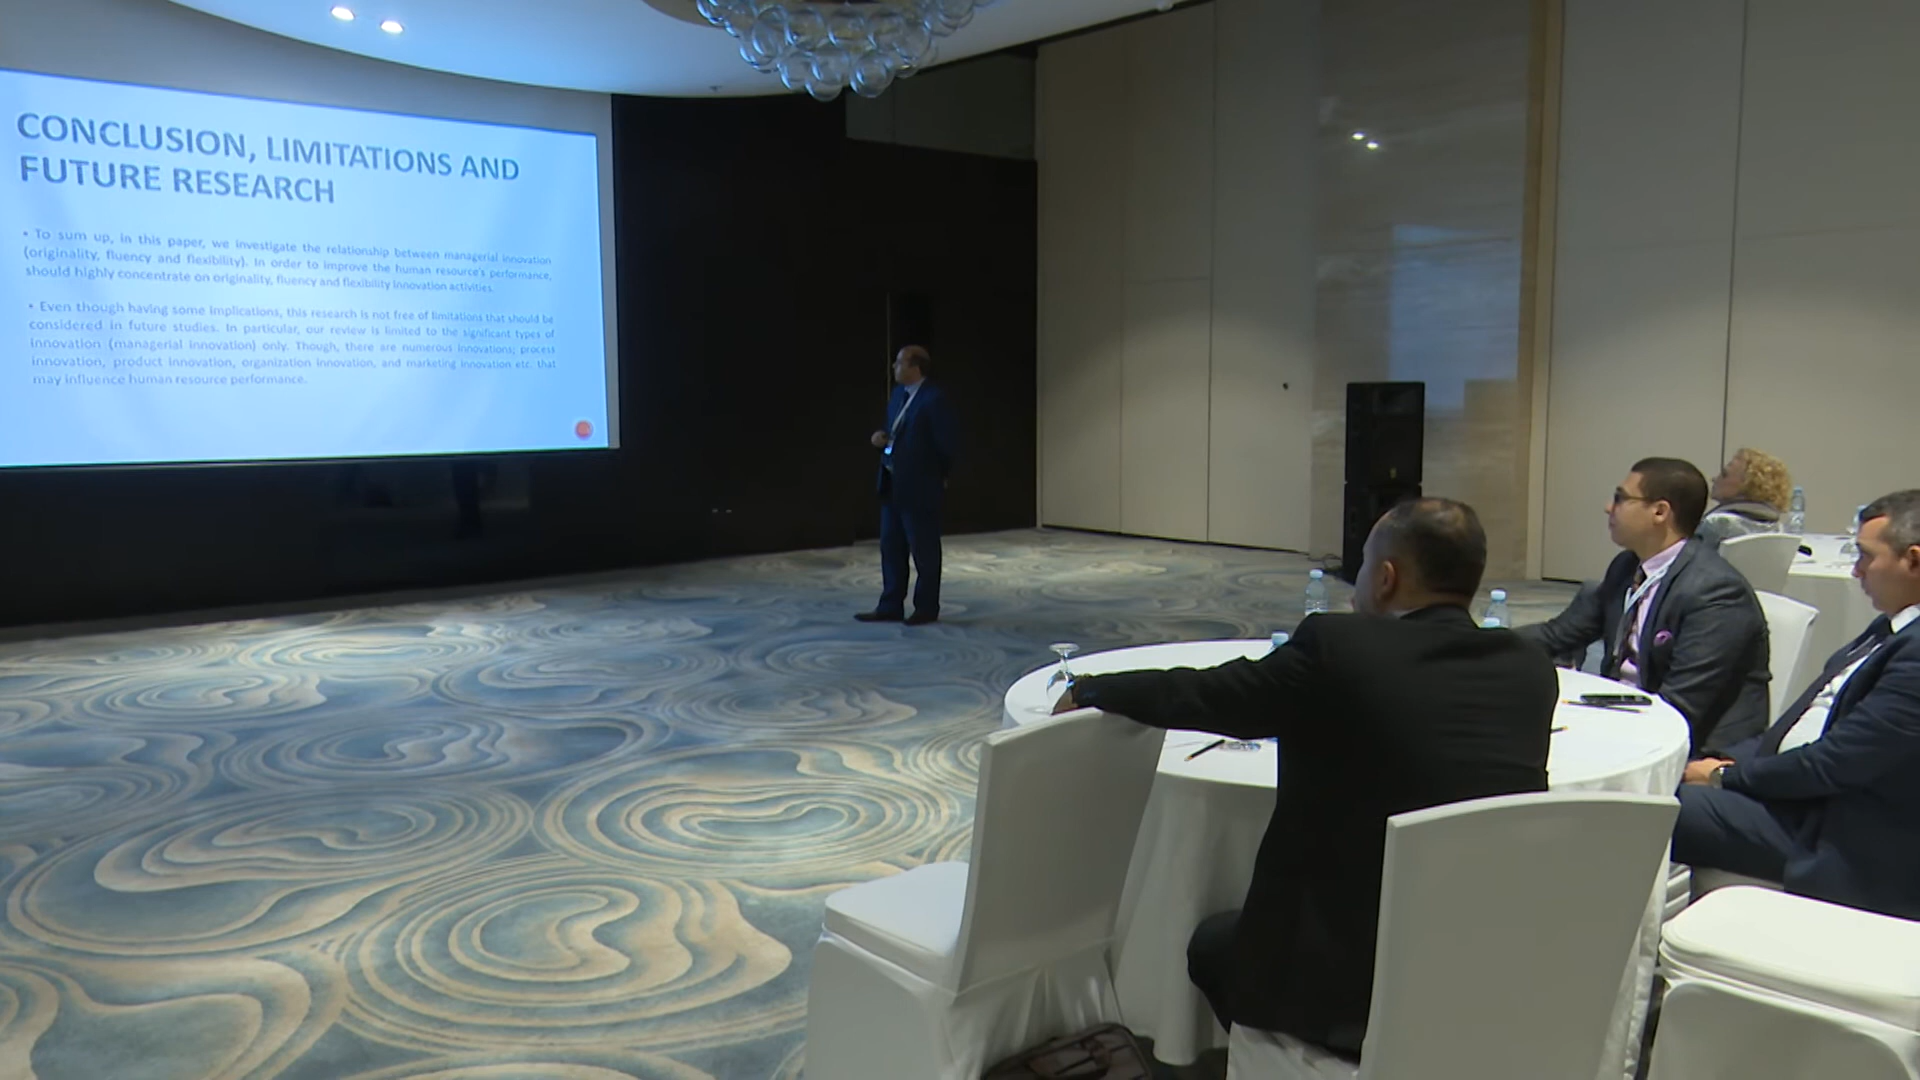 CONCLUSION, LIMITATIONS AND
FUTURE RESEARCH
• To sum up, in this paper, we investigate the relationship between managerial innovation
(originality, fluency and flexibility). In order to improve the human resource's performance,
should highly concentrate on originality, fluency and flexibility innovation activities.
• Even though having some implications, this research is not free of limitations that should be
considered in future studies. In particular, our review is limited to the significant types of
innovation (managerial innovation) only. Though, there are numerous innovations; process
innovation, product innovation, organization innovation, and marketing innovation etc. that
may influence human resource performance.